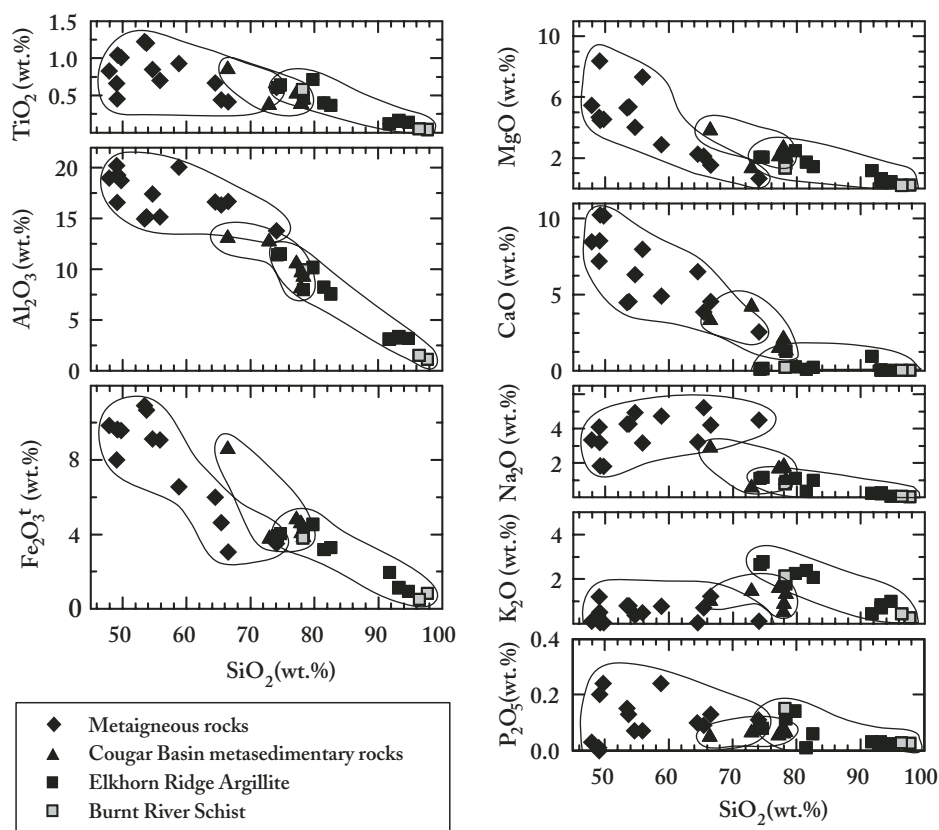 1.5
1.0
0.5
TiO2 (wt.%)
20
15
10
5
0
Al2O3 (wt.%)
8
4
0
Fe2O3t (wt.%)
50 60 70 80 90 100
SiO2(wt.%)
Metaigneous rocks
Cougar Basin metasedimentary rocks
Elkhorn Ridge Argillite
Burnt River Schist
10
6
2
MgO (wt.%)
10
5
0
CaO (wt.%)
4
2
0
Na2O (wt.%)
4
2
0
K2O (wt.%)
0.4
0.2
0.0
P2O5(wt.%)
50 60 70 80 90 100
SiO2(wt.%)